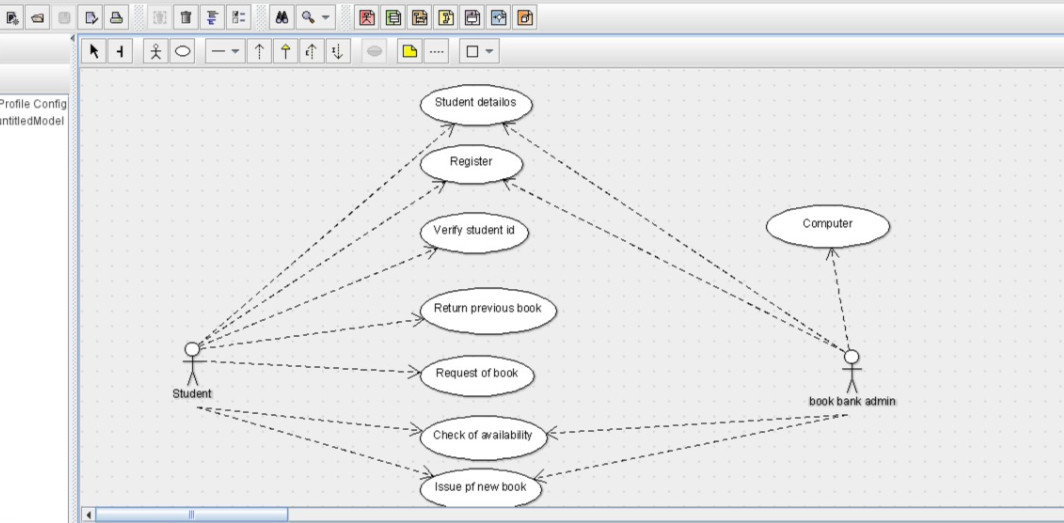 Profile Config
untitledModel
Student detailos
Register
Verify student id
Computer
Return previous book
Request of book
Student
book bank admin
Check of availability
Issue pf new book